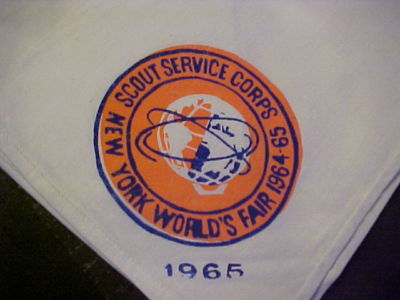 SCOUT SERVICE CORPS
NEW YORK WORLD'S FAIR 1964-65
1965